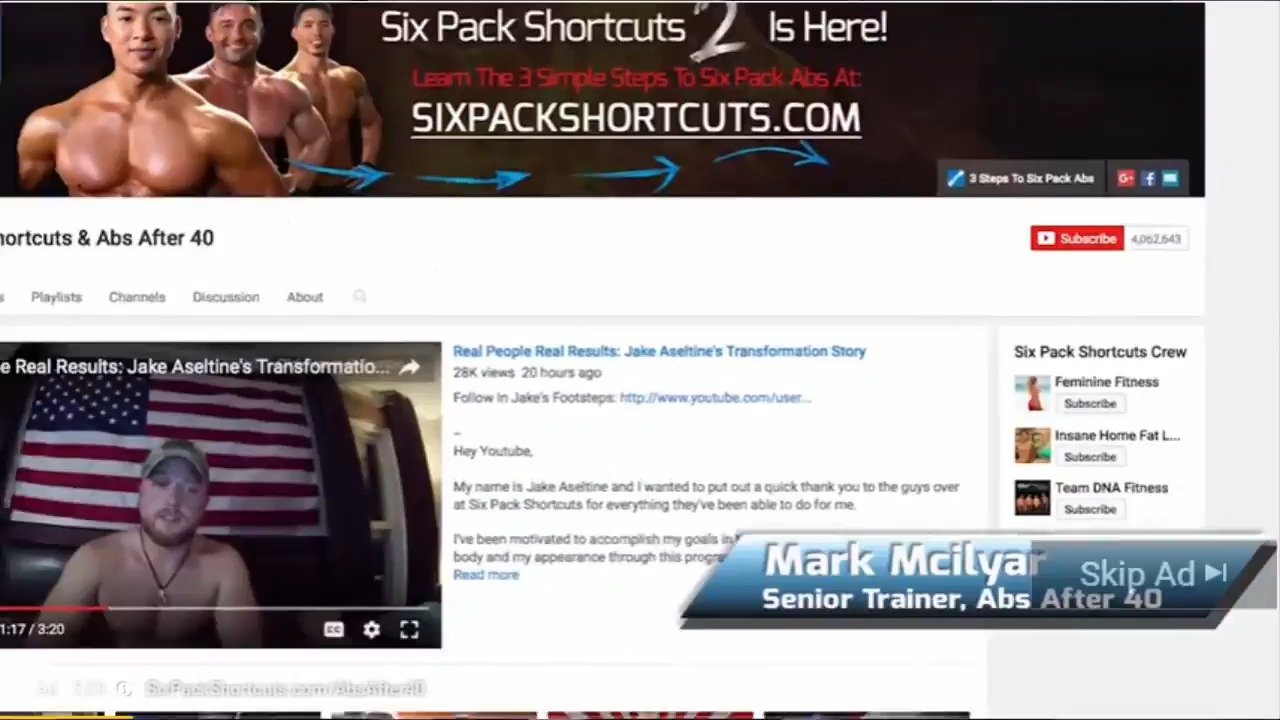 Six Pack Shortcuts 2 Is Here!
Learn The 3 Simple Steps To Six Pack Abs At:
SIXPACKSHORTCUTS.COM
3 Steps To Six Pack Abs
G+ f
hortcuts & Abs After 40
Subscribe 4,062,643
s Playlists Channels Discussion About
e Real Results: Jake Aseltine's Transformatio...
1:17 / 3:20
CC
Real People Real Results: Jake Aseltine's Transformation Story
28K views 20 hours ago
Follow In Jake's Footsteps: http://www.youtube.com/user...
--
Hey Youtube,
My name is Jake Aseltine and I wanted to put out a quick thank you to the guys over
at Six Pack Shortcuts for everything they've been able to do for me.
I've been motivated to accomplish my goals in
body and my appearance through this progr
Read more
Six Pack Shortcuts Crew
Feminine Fitness
Subscribe
Insane Home Fat L...
Subscribe
Team DNA Fitness
Subscribe
Mark Mcilyar
Senior Trainer, Abs After 40
Skip Ad
SixPackShortcuts.com/AbsAfter40